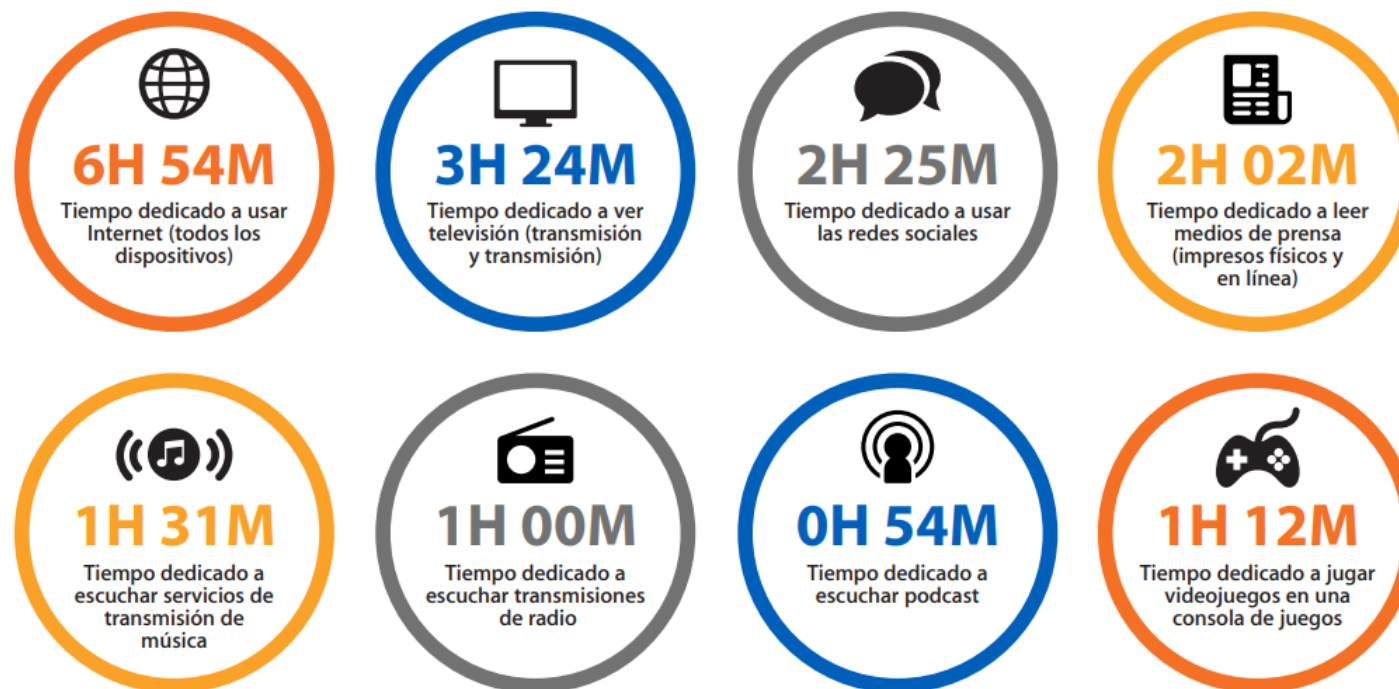 6H 54M
Tiempo dedicado a usar
Internet (todos los
dispositivos)
3H 24M
Tiempo dedicado a ver
televisión (transmisión
y transmisión)
2H 25M
Tiempo dedicado a usar
las redes sociales
2H 02M
Tiempo dedicado a leer
medios de prensa
(impresos físicos y
en línea)
1H 31M
Tiempo dedicado a
escuchar servicios de
transmisión de
música
1H 00M
Tiempo dedicado a
escuchar transmisiones
de radio
0H 54M
Tiempo dedicado a
escuchar podcast
1H 12M
Tiempo dedicado a jugar
videojuegos en una
consola de juegos